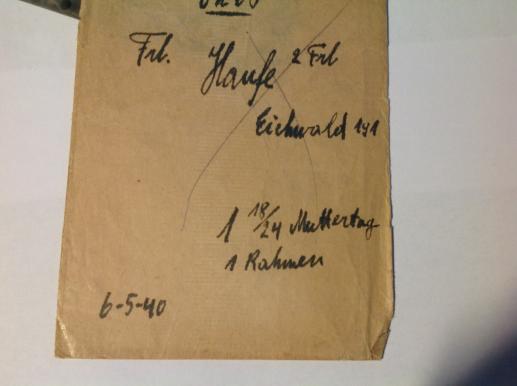 Frl. Haufe 2 Frl
Eichwald 141
1 18/24 Muttertag
1 Rahmen
6-5-40